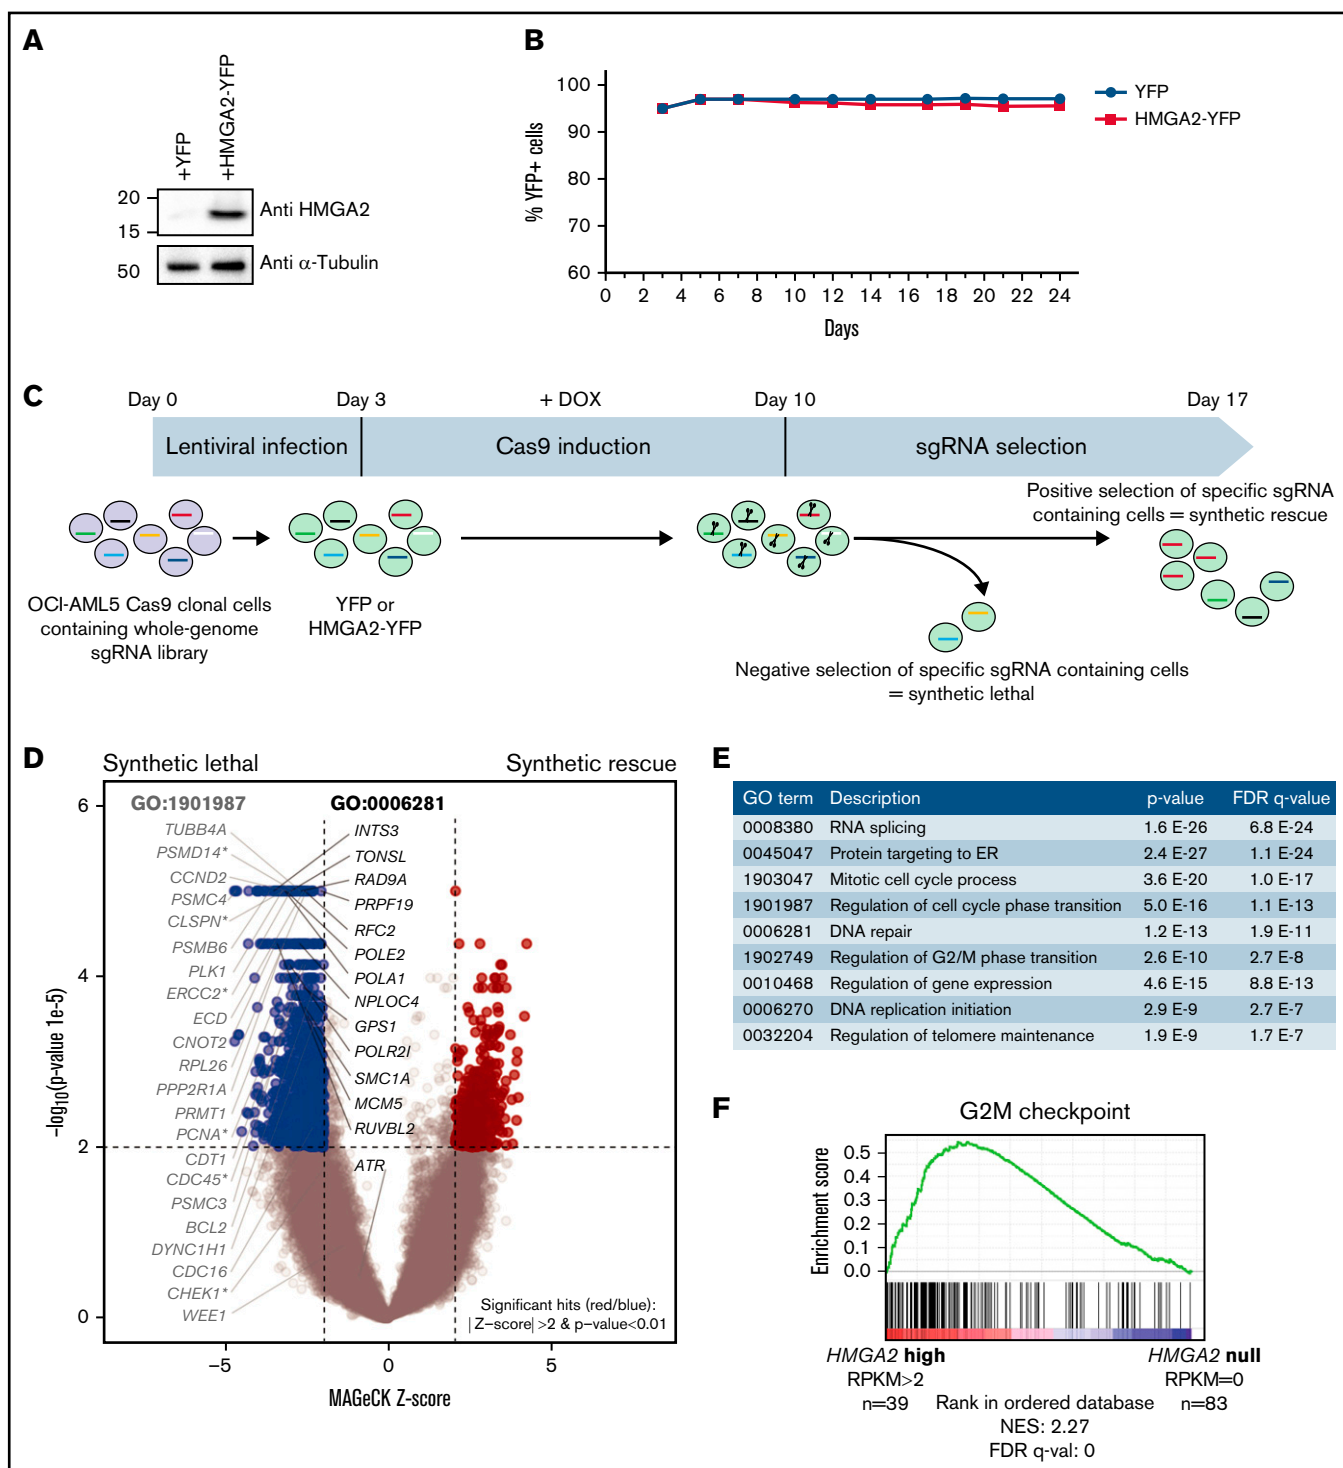 A
+YFP
+HMGA2-YFP
20
15
50
Anti HMGA2
Anti α-Tubulin
B
% YFP+ cells
100
90
80
70
60
0 2 4 6 8 10 12 14 16 18 20 22 24
Days
YFP
HMGA2-YFP
C
Day 0
Day 3
+ DOX
Day 10
Day 17
Lentiviral infection
Cas9 induction
sgRNA selection
OCI-AML5 Cas9 clonal cells
containing whole-genome
sgRNA library
YFP or
HMGA2-YFP
Positive selection of specific sgRNA
containing cells = synthetic rescue
Negative selection of specific sgRNA containing cells
= synthetic lethal
D
Synthetic lethal
Synthetic rescue
GO:1901987
TUBB4A
PSMD14*
CCND2
PSMC4
CLSPN*
PSMB6
PLK1
ERCC2*
ECD
CNOT2
RPL26
PPP2R1A
PRMT1
PCNA*
CDT1
CDC45*
PSMC3
BCL2
DYNC1H1
CDC16
CHEK1*
WEE1
GO:0006281
INTS3
TONSL
RAD9A
PRPF19
RFC2
POLE2
POLA1
NPLOC4
GPS1
POLR2I
SMC1A
MCM5
RUVBL2
ATR
Significant hits (red/blue):
|Z−score| >2 & p-value<0.01
−log10(p-value 1e-5)
6
4
2
0
−5 0 5
MAGeCK Z-score
E
GO term Description p-value FDR q-value
0008380 RNA splicing 1.6 E-26 6.8 E-24
0045047 Protein targeting to ER 2.4 E-27 1.1 E-24
1903047 Mitotic cell cycle process 3.6 E-20 1.0 E-17
1901987 Regulation of cell cycle phase transition 5.0 E-16 1.1 E-13
0006281 DNA repair 1.2 E-13 1.9 E-11
1902749 Regulation of G2/M phase transition 2.6 E-10 2.7 E-8
0010468 Regulation of gene expression 4.6 E-15 8.8 E-13
0006270 DNA replication initiation 2.9 E-9 2.7 E-7
0032204 Regulation of telomere maintenance 1.9 E-9 1.7 E-7
F
G2M checkpoint
Enrichment score
0.5
0.4
0.3
0.2
0.1
0.0
HMGA2 high
RPKM>2
n=39
HMGA2 null
RPKM=0
n=83
Rank in ordered database
NES: 2.27
FDR q-val: 0